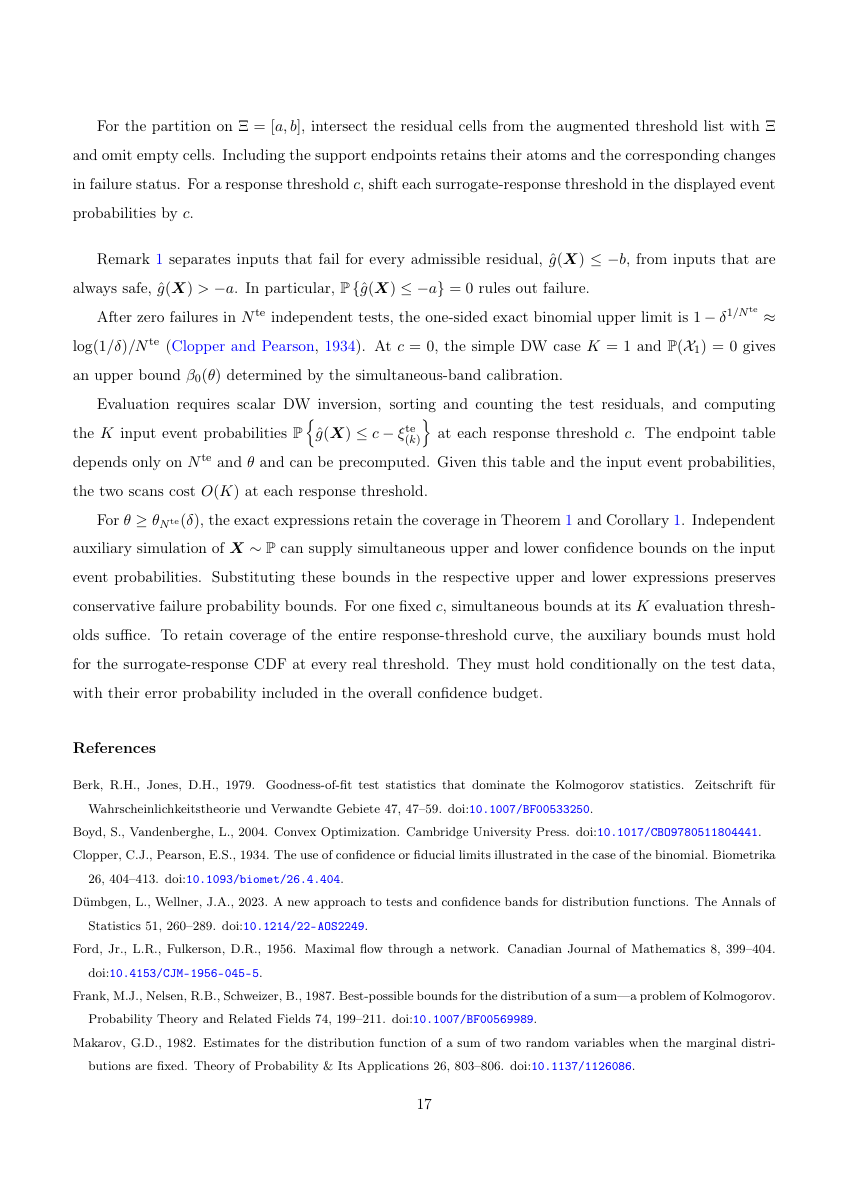 For the partition on Ξ = [a, b], intersect the residual cells from the augmented threshold list with Ξ
and omit empty cells. Including the support endpoints retains their atoms and the corresponding changes
in failure status. For a response threshold c, shift each surrogate-response threshold in the displayed event
probabilities by c.
Remark 1 separates inputs that fail for every admissible residual, ĝ(X) ≤ −b, from inputs that are
always safe, ĝ(X) > −a. In particular, ℙ {ĝ(X) ≤ −a} = 0 rules out failure.
After zero failures in N^te independent tests, the one-sided exact binomial upper limit is 1 − δ^{1/N^te} ≈
log(1/δ)/N^te (Clopper and Pearson, 1934). At c = 0, the simple DW case K = 1 and ℙ(𝒳₁) = 0 gives
an upper bound β₀(θ) determined by the simultaneous-band calibration.
Evaluation requires scalar DW inversion, sorting and counting the test residuals, and computing
the K input event probabilities ℙ {ĝ(X) ≤ c − ξ^te_(k)} at each response threshold c. The endpoint table
depends only on N^te and θ and can be precomputed. Given this table and the input event probabilities,
the two scans cost O(K) at each response threshold.
For θ ≥ θ_{N^te}(δ), the exact expressions retain the coverage in Theorem 1 and Corollary 1. Independent
auxiliary simulation of X ∼ ℙ can supply simultaneous upper and lower confidence bounds on the input
event probabilities. Substituting these bounds in the respective upper and lower expressions preserves
conservative failure probability bounds. For one fixed c, simultaneous bounds at its K evaluation thresh-
olds suffice. To retain coverage of the entire response-threshold curve, the auxiliary bounds must hold
for the surrogate-response CDF at every real threshold. They must hold conditionally on the test data,
with their error probability included in the overall confidence budget.
References
Berk, R.H., Jones, D.H., 1979. Goodness-of-fit test statistics that dominate the Kolmogorov statistics. Zeitschrift für
Wahrscheinlichkeitstheorie und Verwandte Gebiete 47, 47–59. doi:10.1007/BF00533250.
Boyd, S., Vandenberghe, L., 2004. Convex Optimization. Cambridge University Press. doi:10.1017/CBO9780511804441.
Clopper, C.J., Pearson, E.S., 1934. The use of confidence or fiducial limits illustrated in the case of the binomial. Biometrika
26, 404–413. doi:10.1093/biomet/26.4.404.
Dümbgen, L., Wellner, J.A., 2023. A new approach to tests and confidence bands for distribution functions. The Annals of
Statistics 51, 260–289. doi:10.1214/22-AOS2249.
Ford, Jr., L.R., Fulkerson, D.R., 1956. Maximal flow through a network. Canadian Journal of Mathematics 8, 399–404.
doi:10.4153/CJM-1956-045-5.
Frank, M.J., Nelsen, R.B., Schweizer, B., 1987. Best-possible bounds for the distribution of a sum—a problem of Kolmogorov.
Probability Theory and Related Fields 74, 199–211. doi:10.1007/BF00569989.
Makarov, G.D., 1982. Estimates for the distribution function of a sum of two random variables when the marginal distri-
butions are fixed. Theory of Probability & Its Applications 26, 803–806. doi:10.1137/1126086.
17